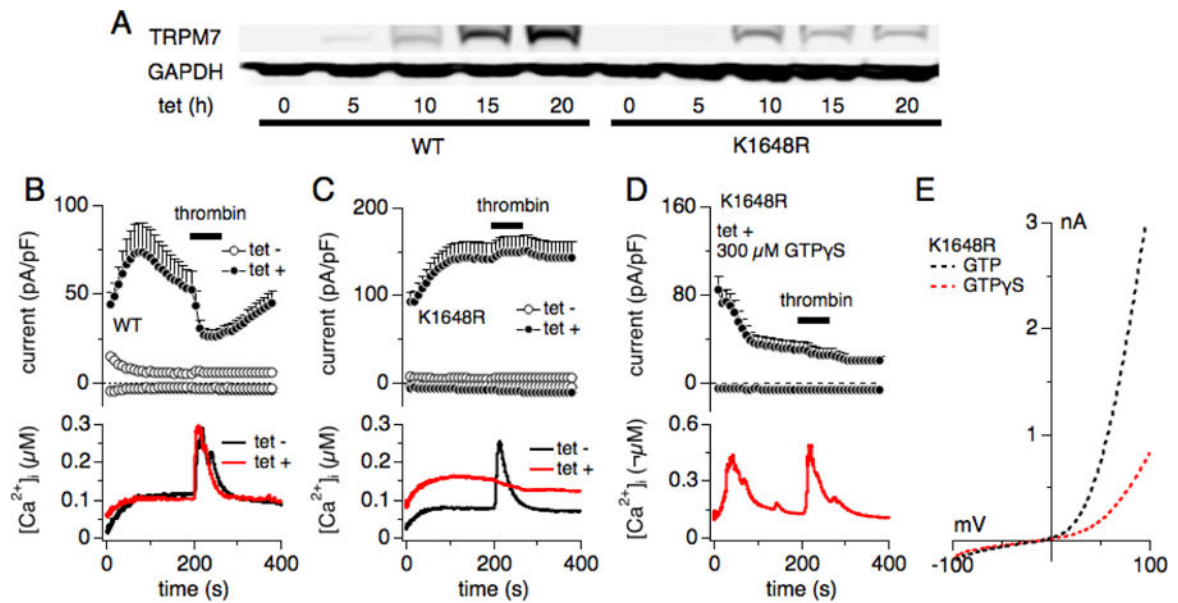 A
TRPM7
GAPDH
tet (h) 0 5 10 15 20 0 5 10 15 20
WT K1648R
B
current (pA/pF)
100
50
0
thrombin
tet -
tet +
WT
[Ca²⁺]ᵢ (µM)
0.3
0.2
0.1
0
tet -
tet +
0 200 400
time (s)
C
current (pA/pF)
200
100
0
thrombin
K1648R
tet -
tet +
[Ca²⁺]ᵢ (µM)
0.3
0.2
0.1
0
tet -
tet +
0 200 400
time (s)
D
current (pA/pF)
160
80
0
K1648R
tet +
300 µM GTPγS
thrombin
[Ca²⁺]ᵢ (¬µM)
0.6
0.3
0
0 200 400
time (s)
E
3 nA
2
1
K1648R
GTP
GTPγS
mV
-100 100